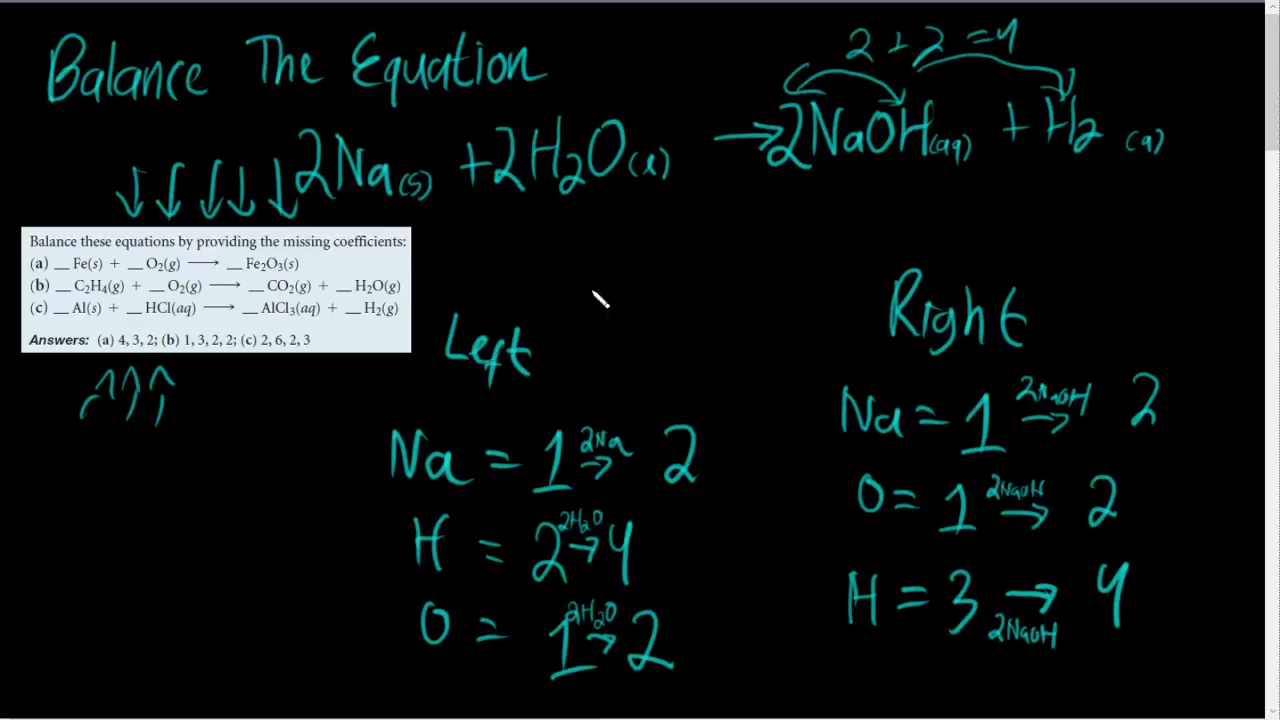 2 + 2 = 4
Balance The Equation
2Na(s) + 2H₂O(l) → 2NaOH(aq) + H₂ (a)
Balance these equations by providing the missing coefficients:
(a) __ Fe(s) + __ O₂(g) ⟶ __ Fe₂O₃(s)
(b) __ C₂H₄(g) + __ O₂(g) ⟶ __ CO₂(g) + __ H₂O(g)
(c) __ Al(s) + __ HCl(aq) ⟶ __ AlCl₃(aq) + __ H₂(g)
Answers: (a) 4, 3, 2; (b) 1, 3, 2, 2; (c) 2, 6, 2, 3
Left
Na = 1 2Na → 2
H = 2 2H₂O → 4
O = 1 2H₂O → 2
Right
Na = 1 2NaOH → 2
O = 1 2NaOH → 2
H = 3 → 4
2NaOH